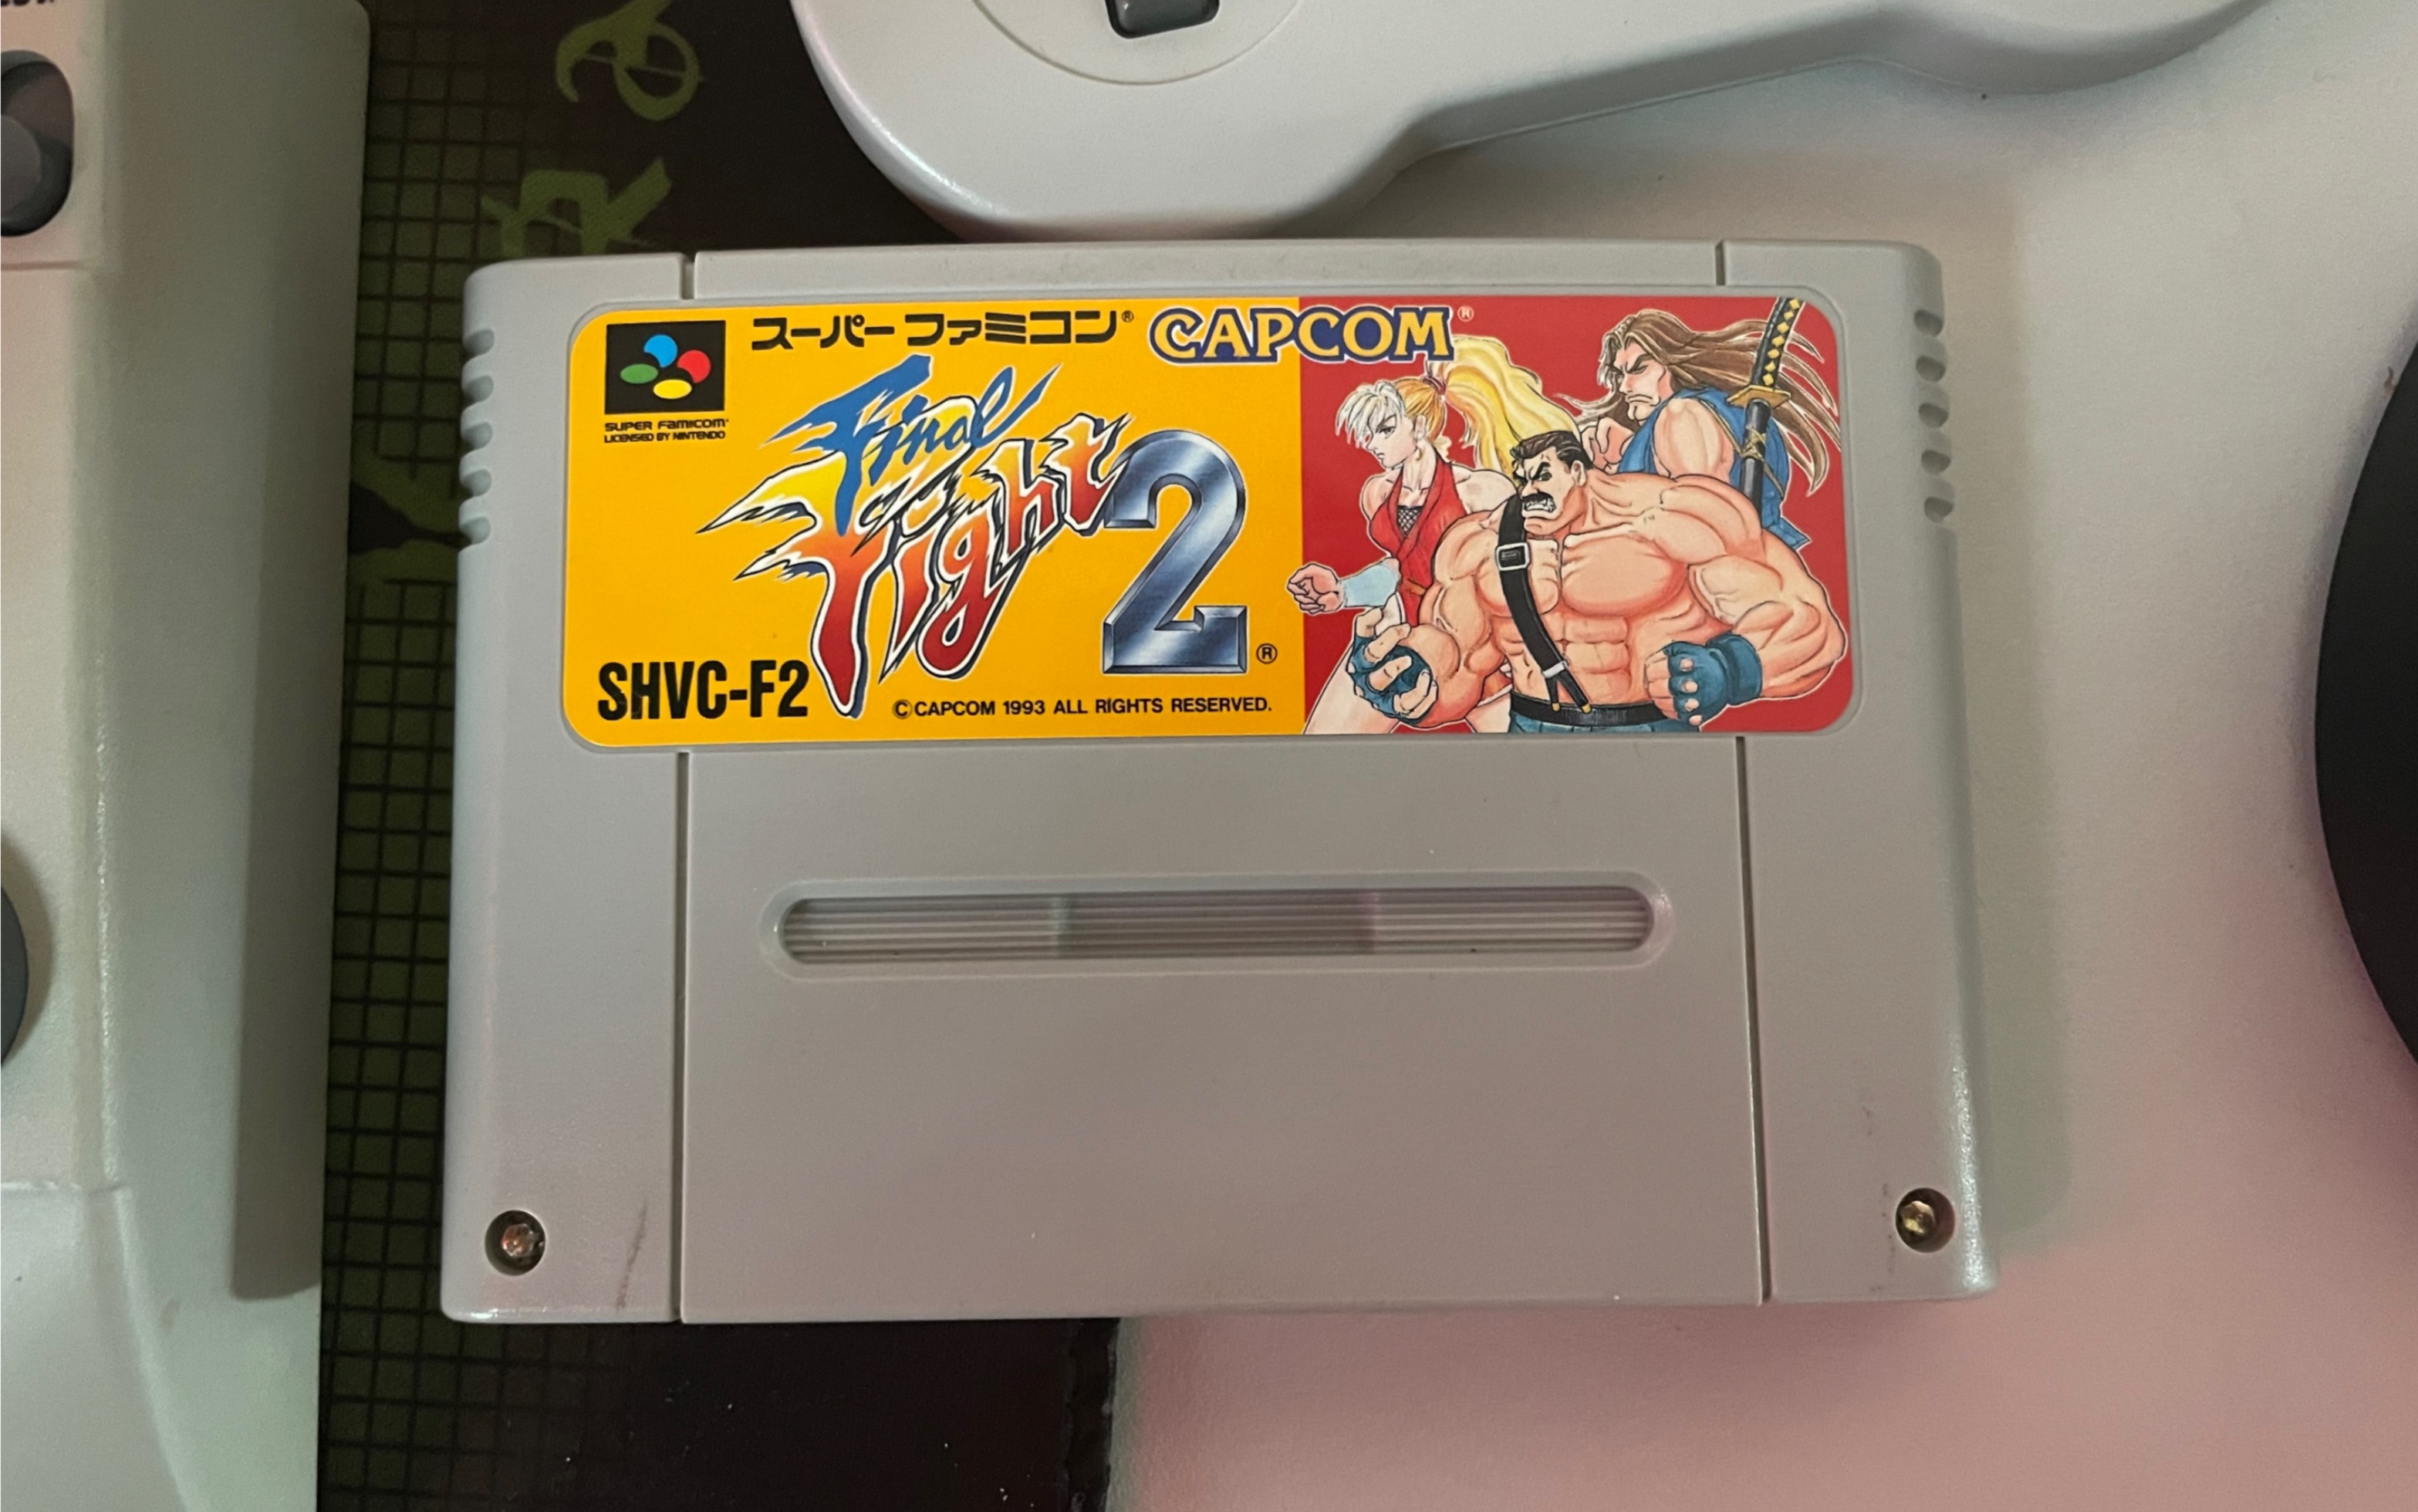 スーパーファミコン®
CAPCOM®
SUPER FAMICOM®
LICENSED BY NINTENDO
Final
Fight 2®
SHVC-F2
©CAPCOM 1993 ALL RIGHTS RESERVED.